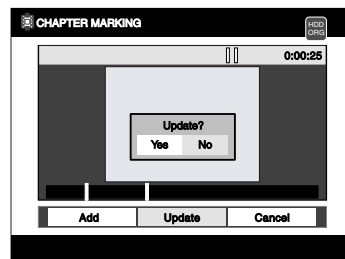 CHAPTER MARKING
HDD
ORG
0:00:25
Update?
Yes No
Add Update Cancel